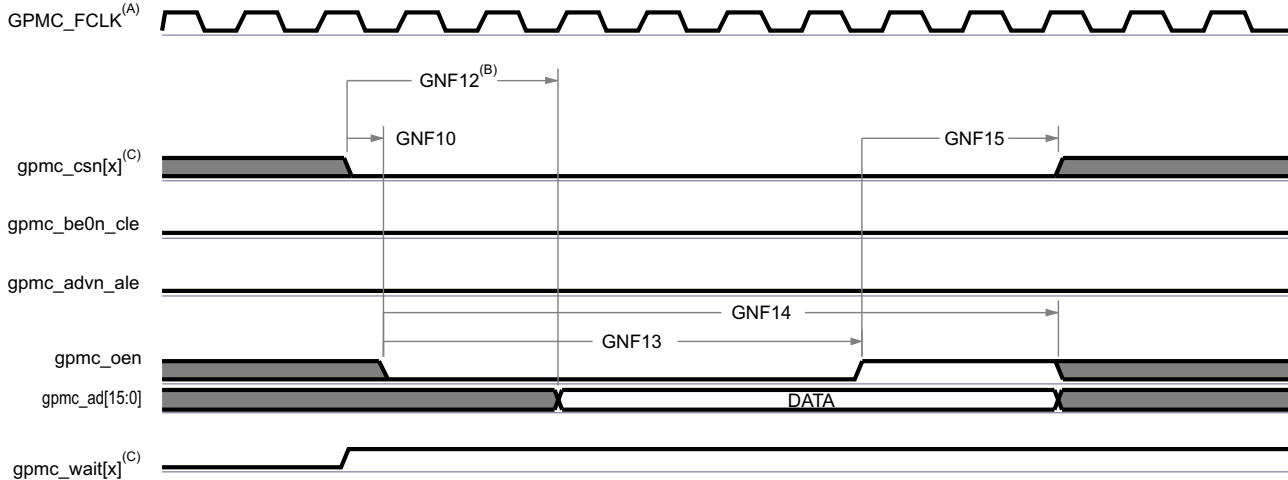 GPMC_FCLK(A)
GNF12(B)
GNF10
GNF15
gpmc_csn[x](C)
gpmc_be0n_cle
gpmc_advn_ale
GNF14
GNF13
gpmc_oen
gpmc_ad[15:0]
DATA
gpmc_wait[x](C)